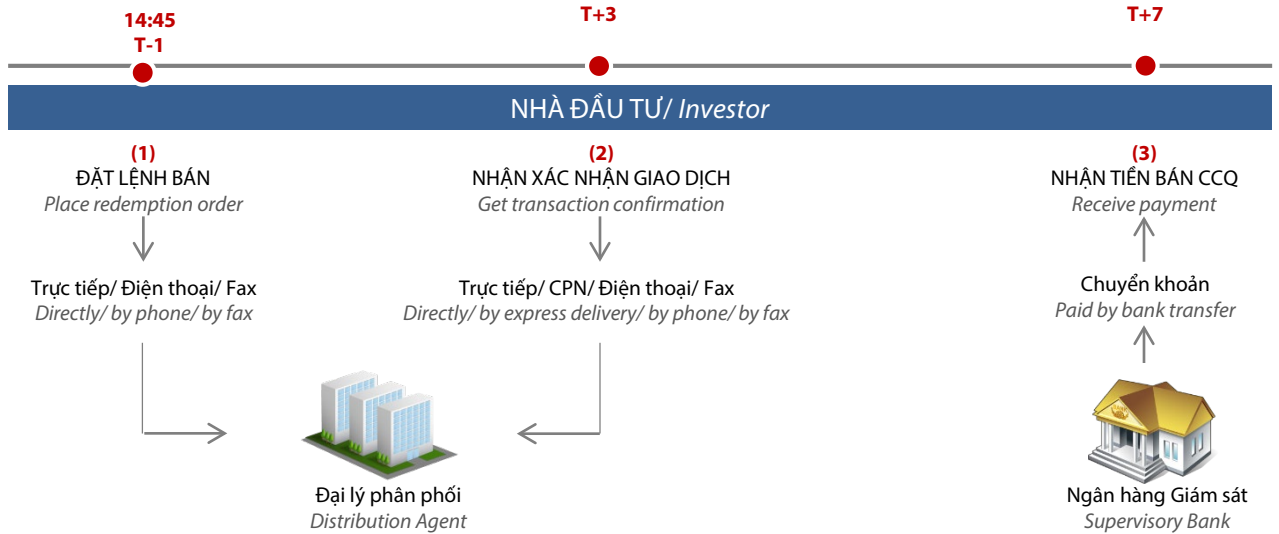 14:45
T-1
T+3
T+7
NHÀ ĐẦU TƯ/ Investor
(1)
ĐẶT LỆNH BÁN
Place redemption order
Trực tiếp/ Điện thoại/ Fax
Directly/ by phone/ by fax
(2)
NHẬN XÁC NHẬN GIAO DỊCH
Get transaction confirmation
Trực tiếp/ CPN/ Điện thoại/ Fax
Directly/ by express delivery/ by phone/ by fax
(3)
NHẬN TIỀN BÁN CCQ
Receive payment
Chuyển khoản
Paid by bank transfer
Đại lý phân phối
Distribution Agent
Ngân hàng Giám sát
Supervisory Bank